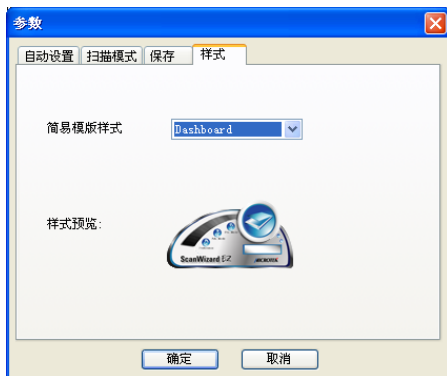 参数
自动设置 扫描模式 保存 样式
简易模版样式 Dashboard
样式预览:
ScanWizard EZ MICROTEK
确定 取消